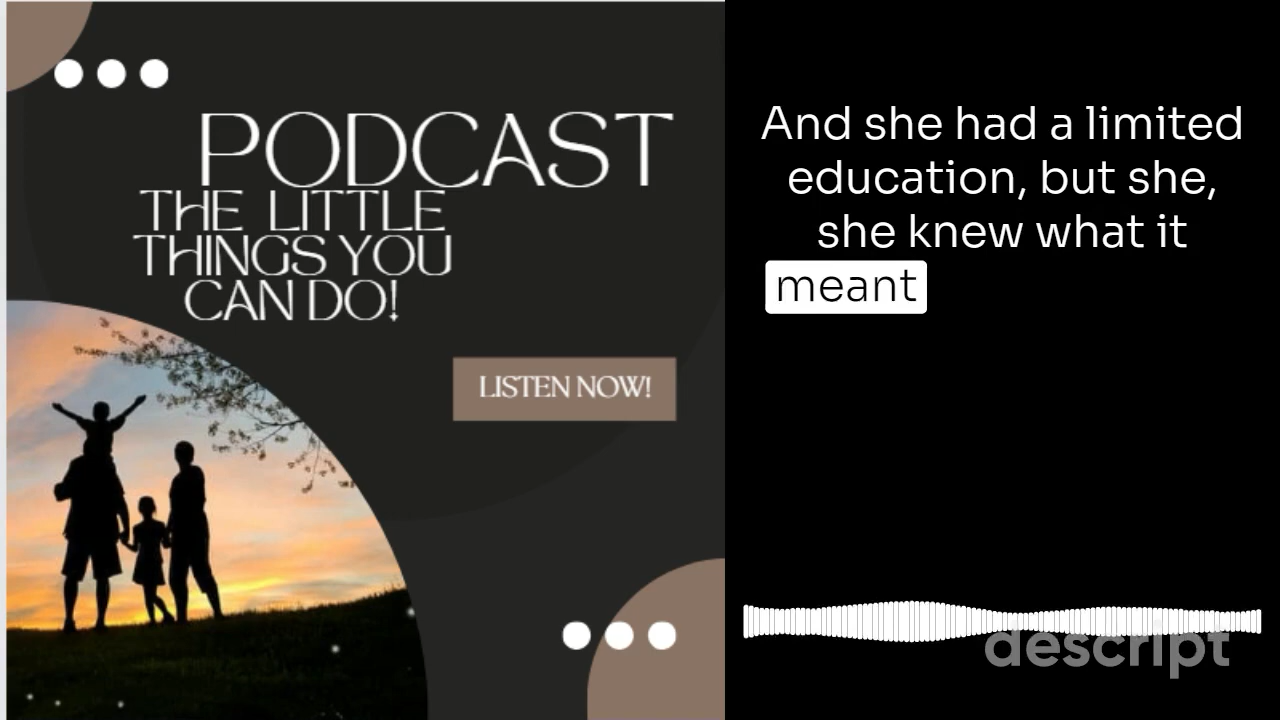 PODCAST
THE LITTLE
THINGS YOU
CAN DO!
LISTEN NOW!
And she had a limited
education, but she,
she knew what it
meant
descript